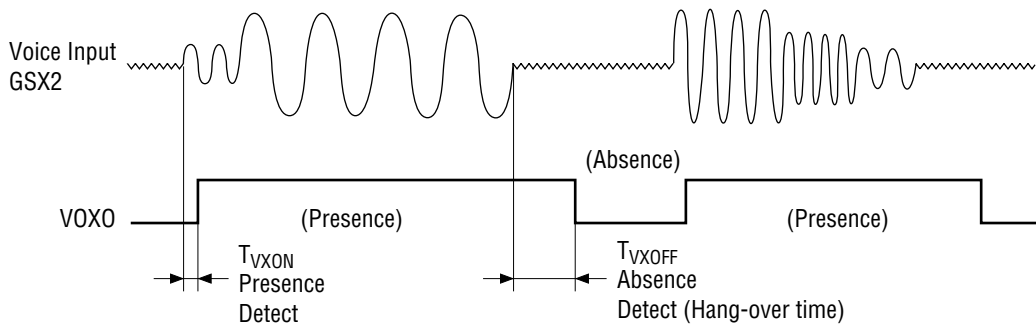 Voice Input
GSX2
(Absence)
VOXO
(Presence)
(Presence)
TVXON
Presence
Detect
TVXOFF
Absence
Detect (Hang-over time)